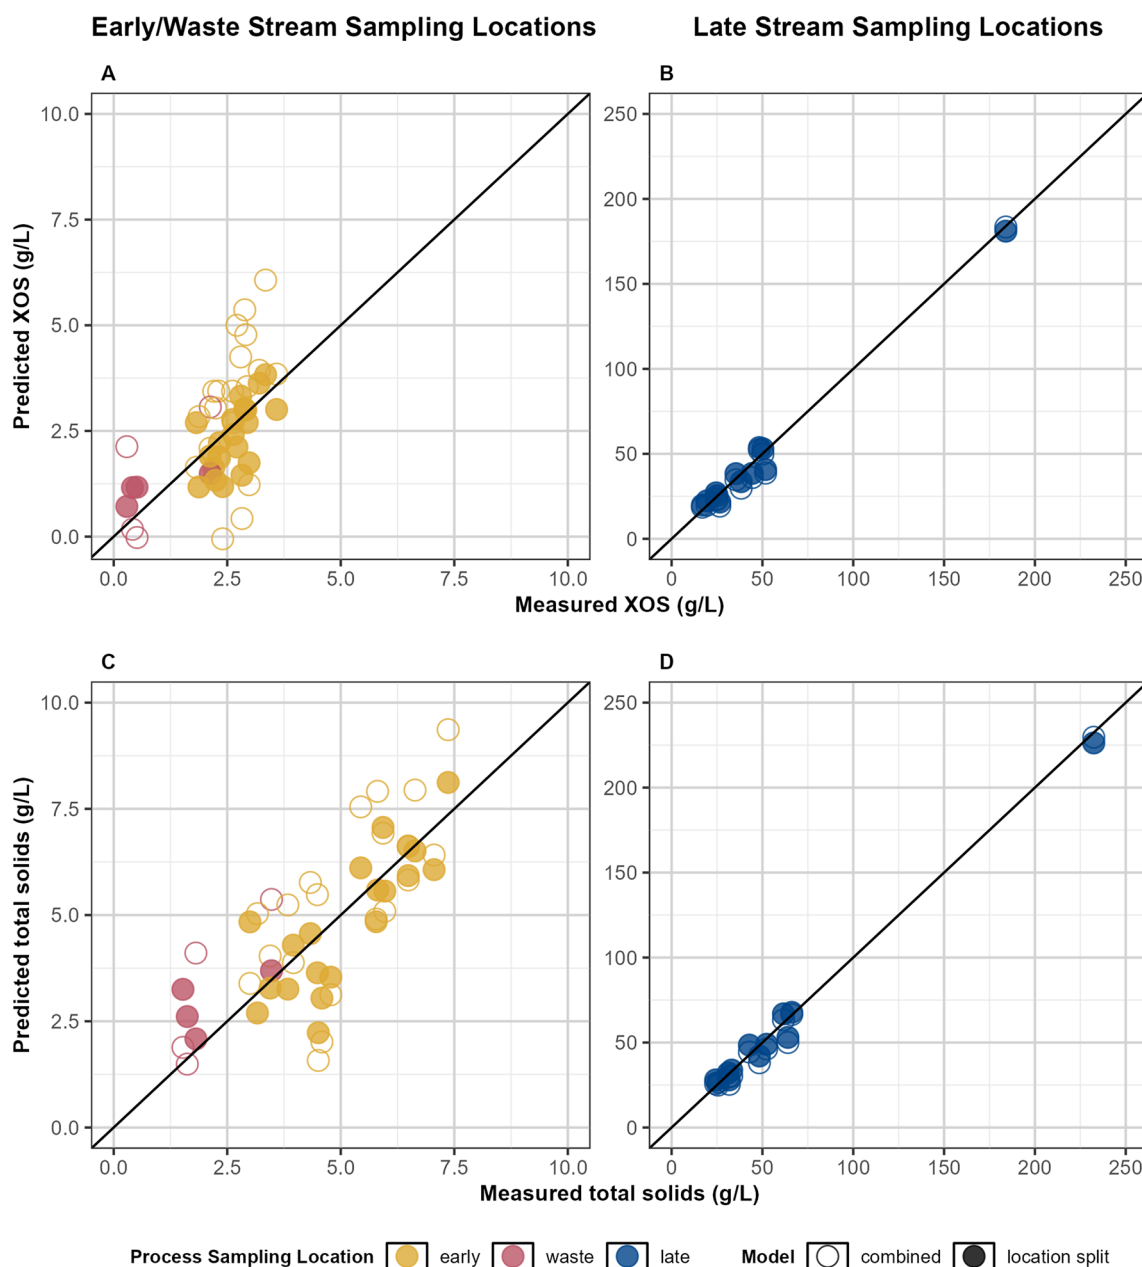 Early/Waste Stream Sampling Locations
Late Stream Sampling Locations
A
B
Predicted XOS (g/L)
10.0
7.5
5.0
2.5
0.0
0.0 2.5 5.0 7.5 10.0
250
200
150
100
50
0
0 50 100 150 200 250
Measured XOS (g/L)
C
D
Predicted total solids (g/L)
10.0
7.5
5.0
2.5
0.0
0.0 2.5 5.0 7.5 10.0
250
200
150
100
50
0
0 50 100 150 200 250
Measured total solids (g/L)
Process Sampling Location early waste late Model combined location split